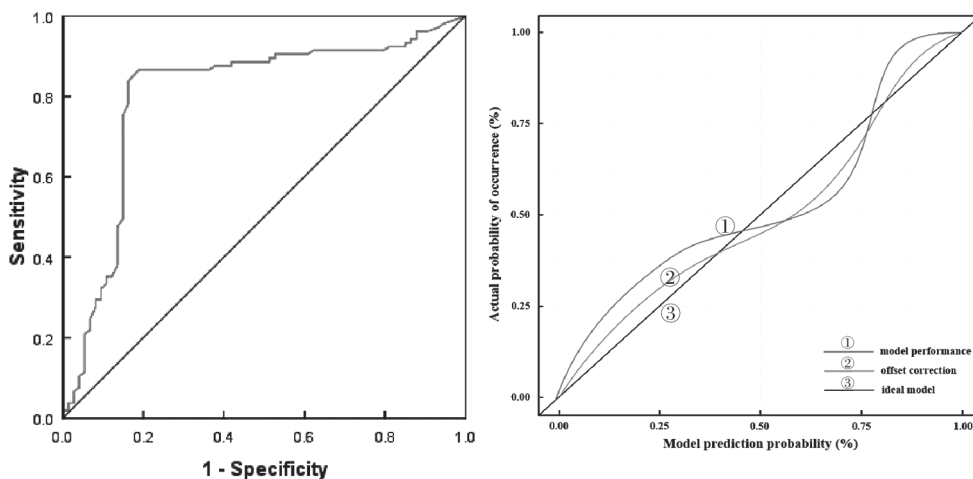 1.0
0.8
0.6
0.4
0.2
0.0
Sensitivity
0.0 0.2 0.4 0.6 0.8 1.0
1 - Specificity
1.00
0.75
0.50
0.25
0.00
Actual probability of occurrence (%)
①
②
③
① model performance
② offset correction
③ ideal model
0.00 0.25 0.50 0.75 1.00
Model prediction probability (%)